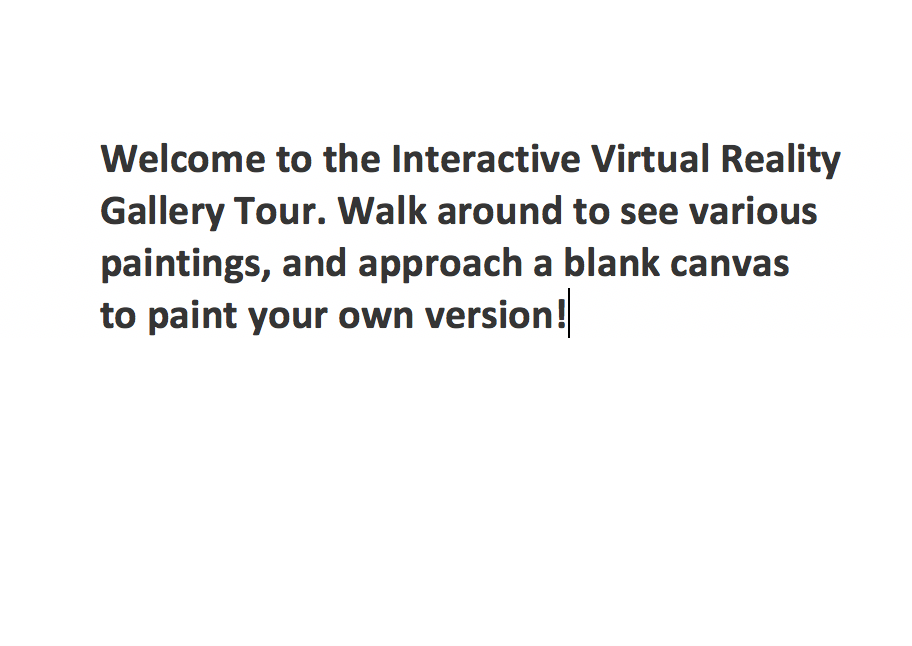 Welcome to the Interactive Virtual Reality
Gallery Tour. Walk around to see various
paintings, and approach a blank canvas
to paint your own version!